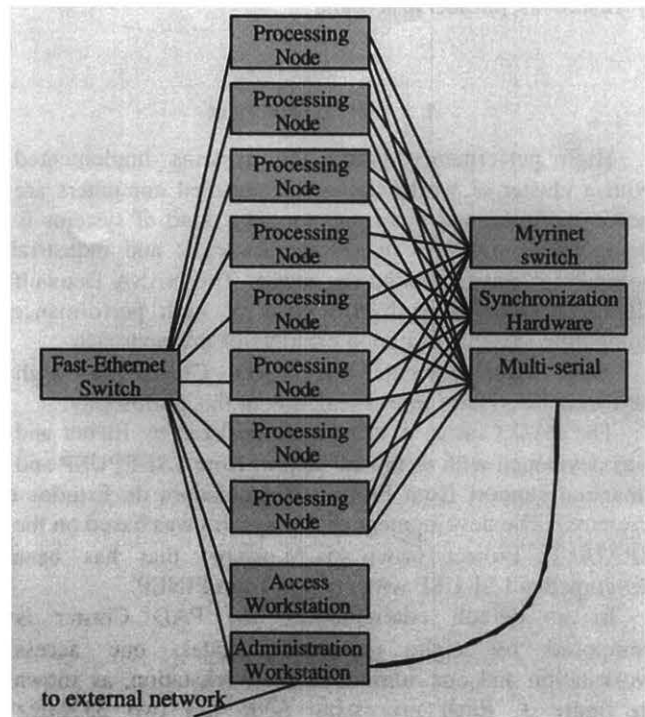 Processing
Node
Processing
Node
Processing
Node
Processing
Node
Processing
Node
Processing
Node
Processing
Node
Processing
Node
Myrinet
switch
Synchronization
Hardware
Multi-serial
Fast-Ethernet
Switch
Access
Workstation
Administration
Workstation
to external network